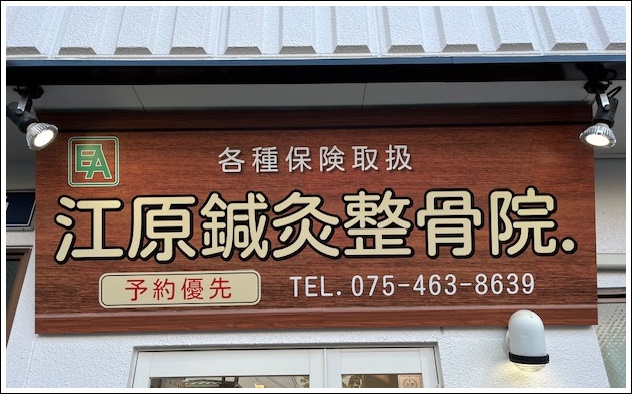 EA
各種保険取扱
江原鍼灸整骨院.
予約優先
TEL. 075-463-8639